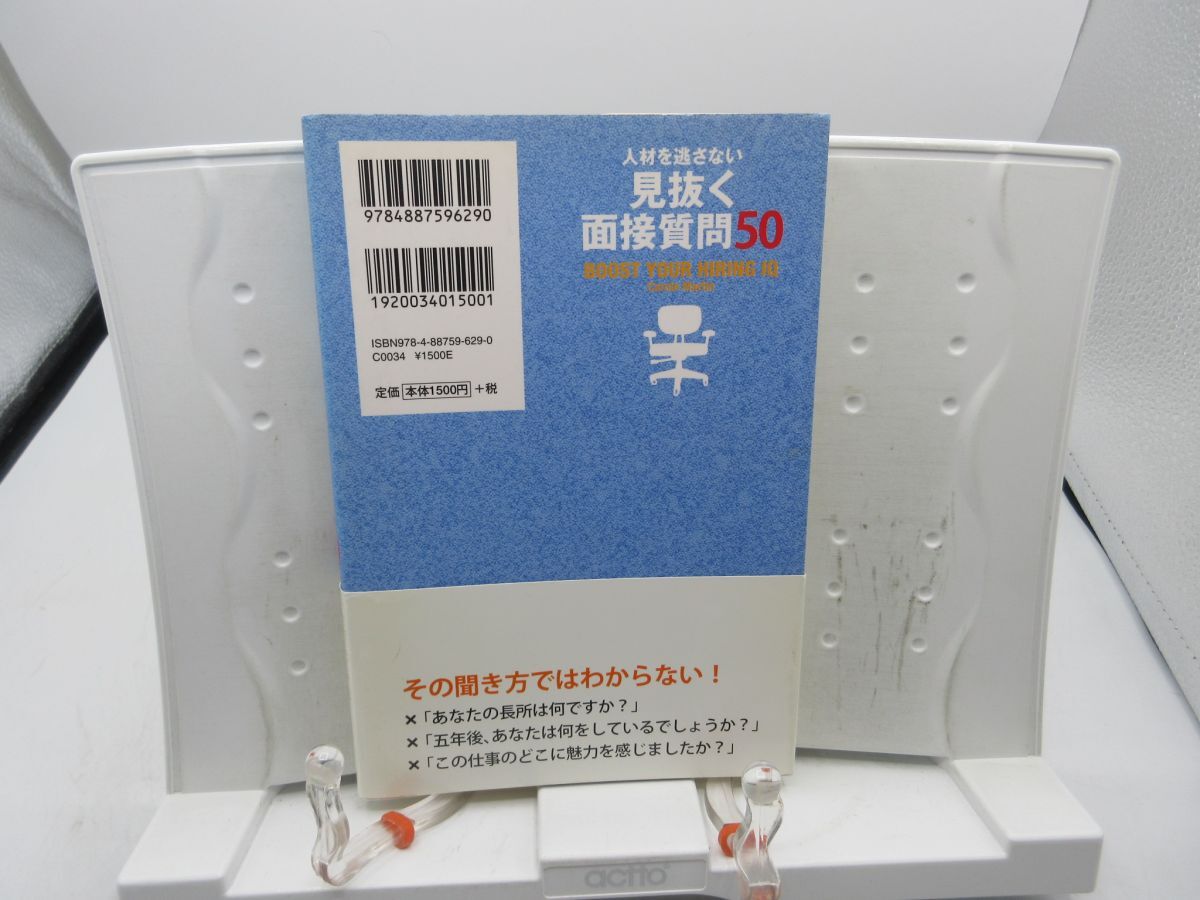 9784887596290
1920034015001
ISBN978-4-88759-629-0
C0034 ¥1500E
定価 本体1500円 +税
人材を逃さない
見抜く
面接質問50
BOOST YOUR HIRING IQ
Carole Martin
その聞き方ではわからない！
×「あなたの長所は何ですか？」
×「五年後、あなたは何をしているでしょうか？」
×「この仕事のどこに魅力を感じましたか？」
actto